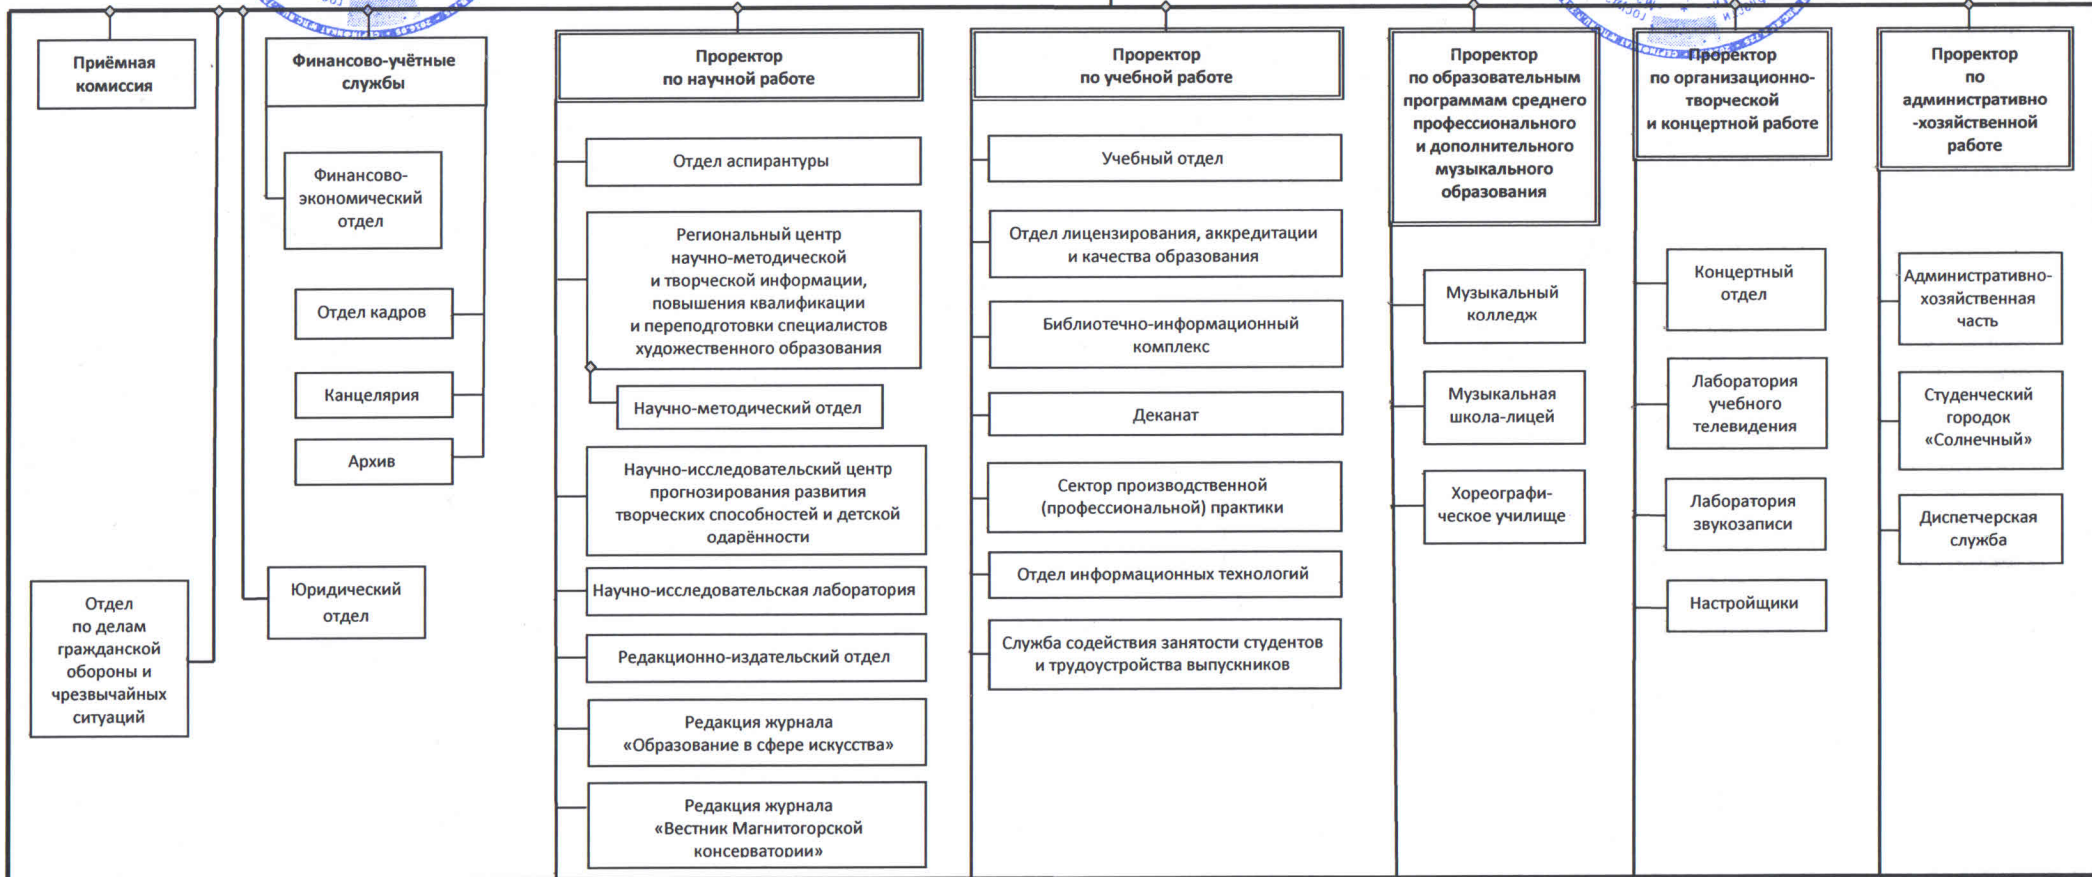 Приёмная
комиссия
Финансово-учётные
службы
Финансово-
экономический
отдел
Отдел кадров
Канцелярия
Архив
Юридический
отдел
Отдел
по делам
гражданской
обороны и
чрезвычайных
ситуаций
Проректор
по научной работе
Отдел аспирантуры
Региональный центр
научно-методической
и творческой информации,
повышения квалификации
и переподготовки специалистов
художественного образования
Научно-методический отдел
Научно-исследовательский центр
прогнозирования развития
творческих способностей и детской
одарённости
Научно-исследовательская лаборатория
Редакционно-издательский отдел
Редакция журнала
«Образование в сфере искусства»
Редакция журнала
«Вестник Магнитогорской
консерватории»
Проректор
по учебной работе
Учебный отдел
Отдел лицензирования, аккредитации
и качества образования
Библиотечно-информационный
комплекс
Деканат
Сектор производственной
(профессиональной) практики
Отдел информационных технологий
Служба содействия занятости студентов
и трудоустройства выпускников
Проректор
по образовательным
программам среднего
профессионального
и дополнительного
музыкального
образования
Музыкальный
колледж
Музыкальная
школа-лицей
Хореографи-
ческое училище
Проректор
по организационно-
творческой
и концертной работе
Концертный
отдел
Лаборатория
учебного
телевидения
Лаборатория
звукозаписи
Настройщики
Проректор
по
административно
-хозяйственной
работе
Административно-
хозяйственная
часть
Студенческий
городок
«Солнечный»
Диспетчерская
служба